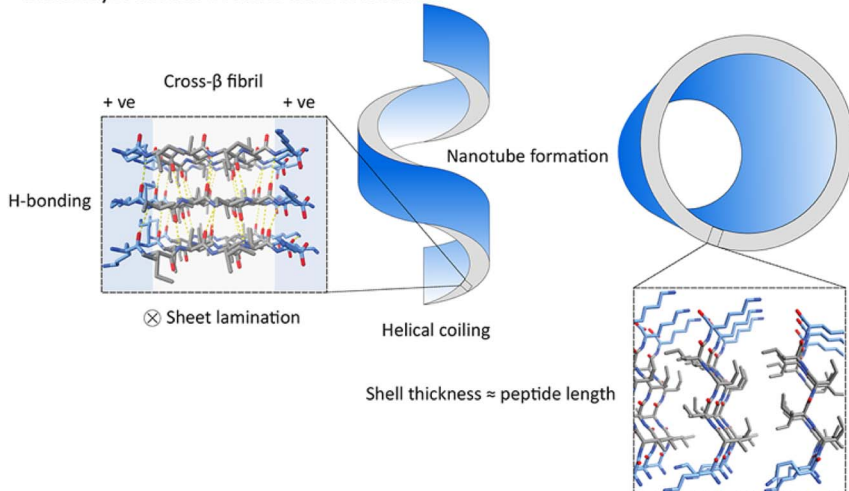 Cross-β fibril
+ ve
+ ve
H-bonding
⊗ Sheet lamination
Helical coiling
Nanotube formation
Shell thickness ≈ peptide length